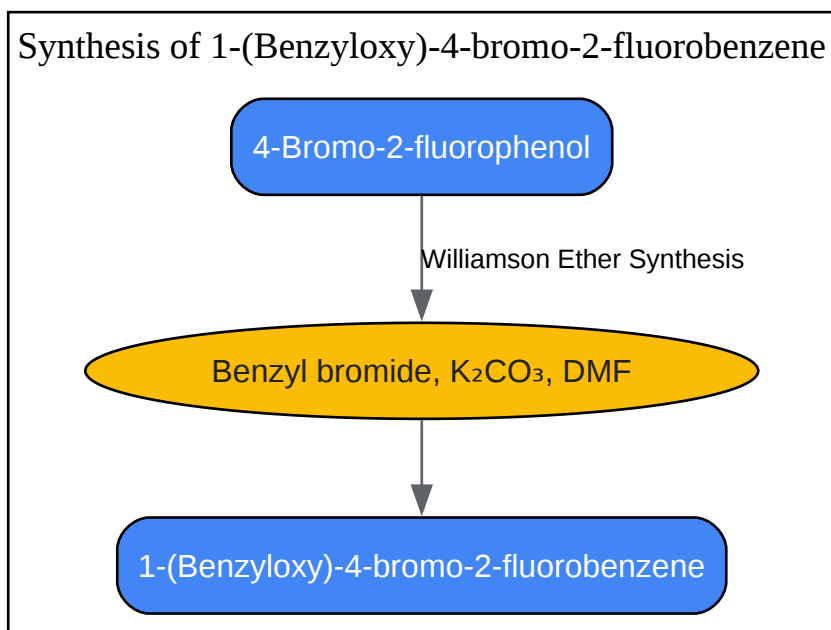 Synthesis of 1-(Benzyloxy)-4-bromo-2-fluorobenzene
4-Bromo-2-fluorophenol
Williamson Ether Synthesis
Benzyl bromide, K₂CO₃, DMF
1-(Benzyloxy)-4-bromo-2-fluorobenzene